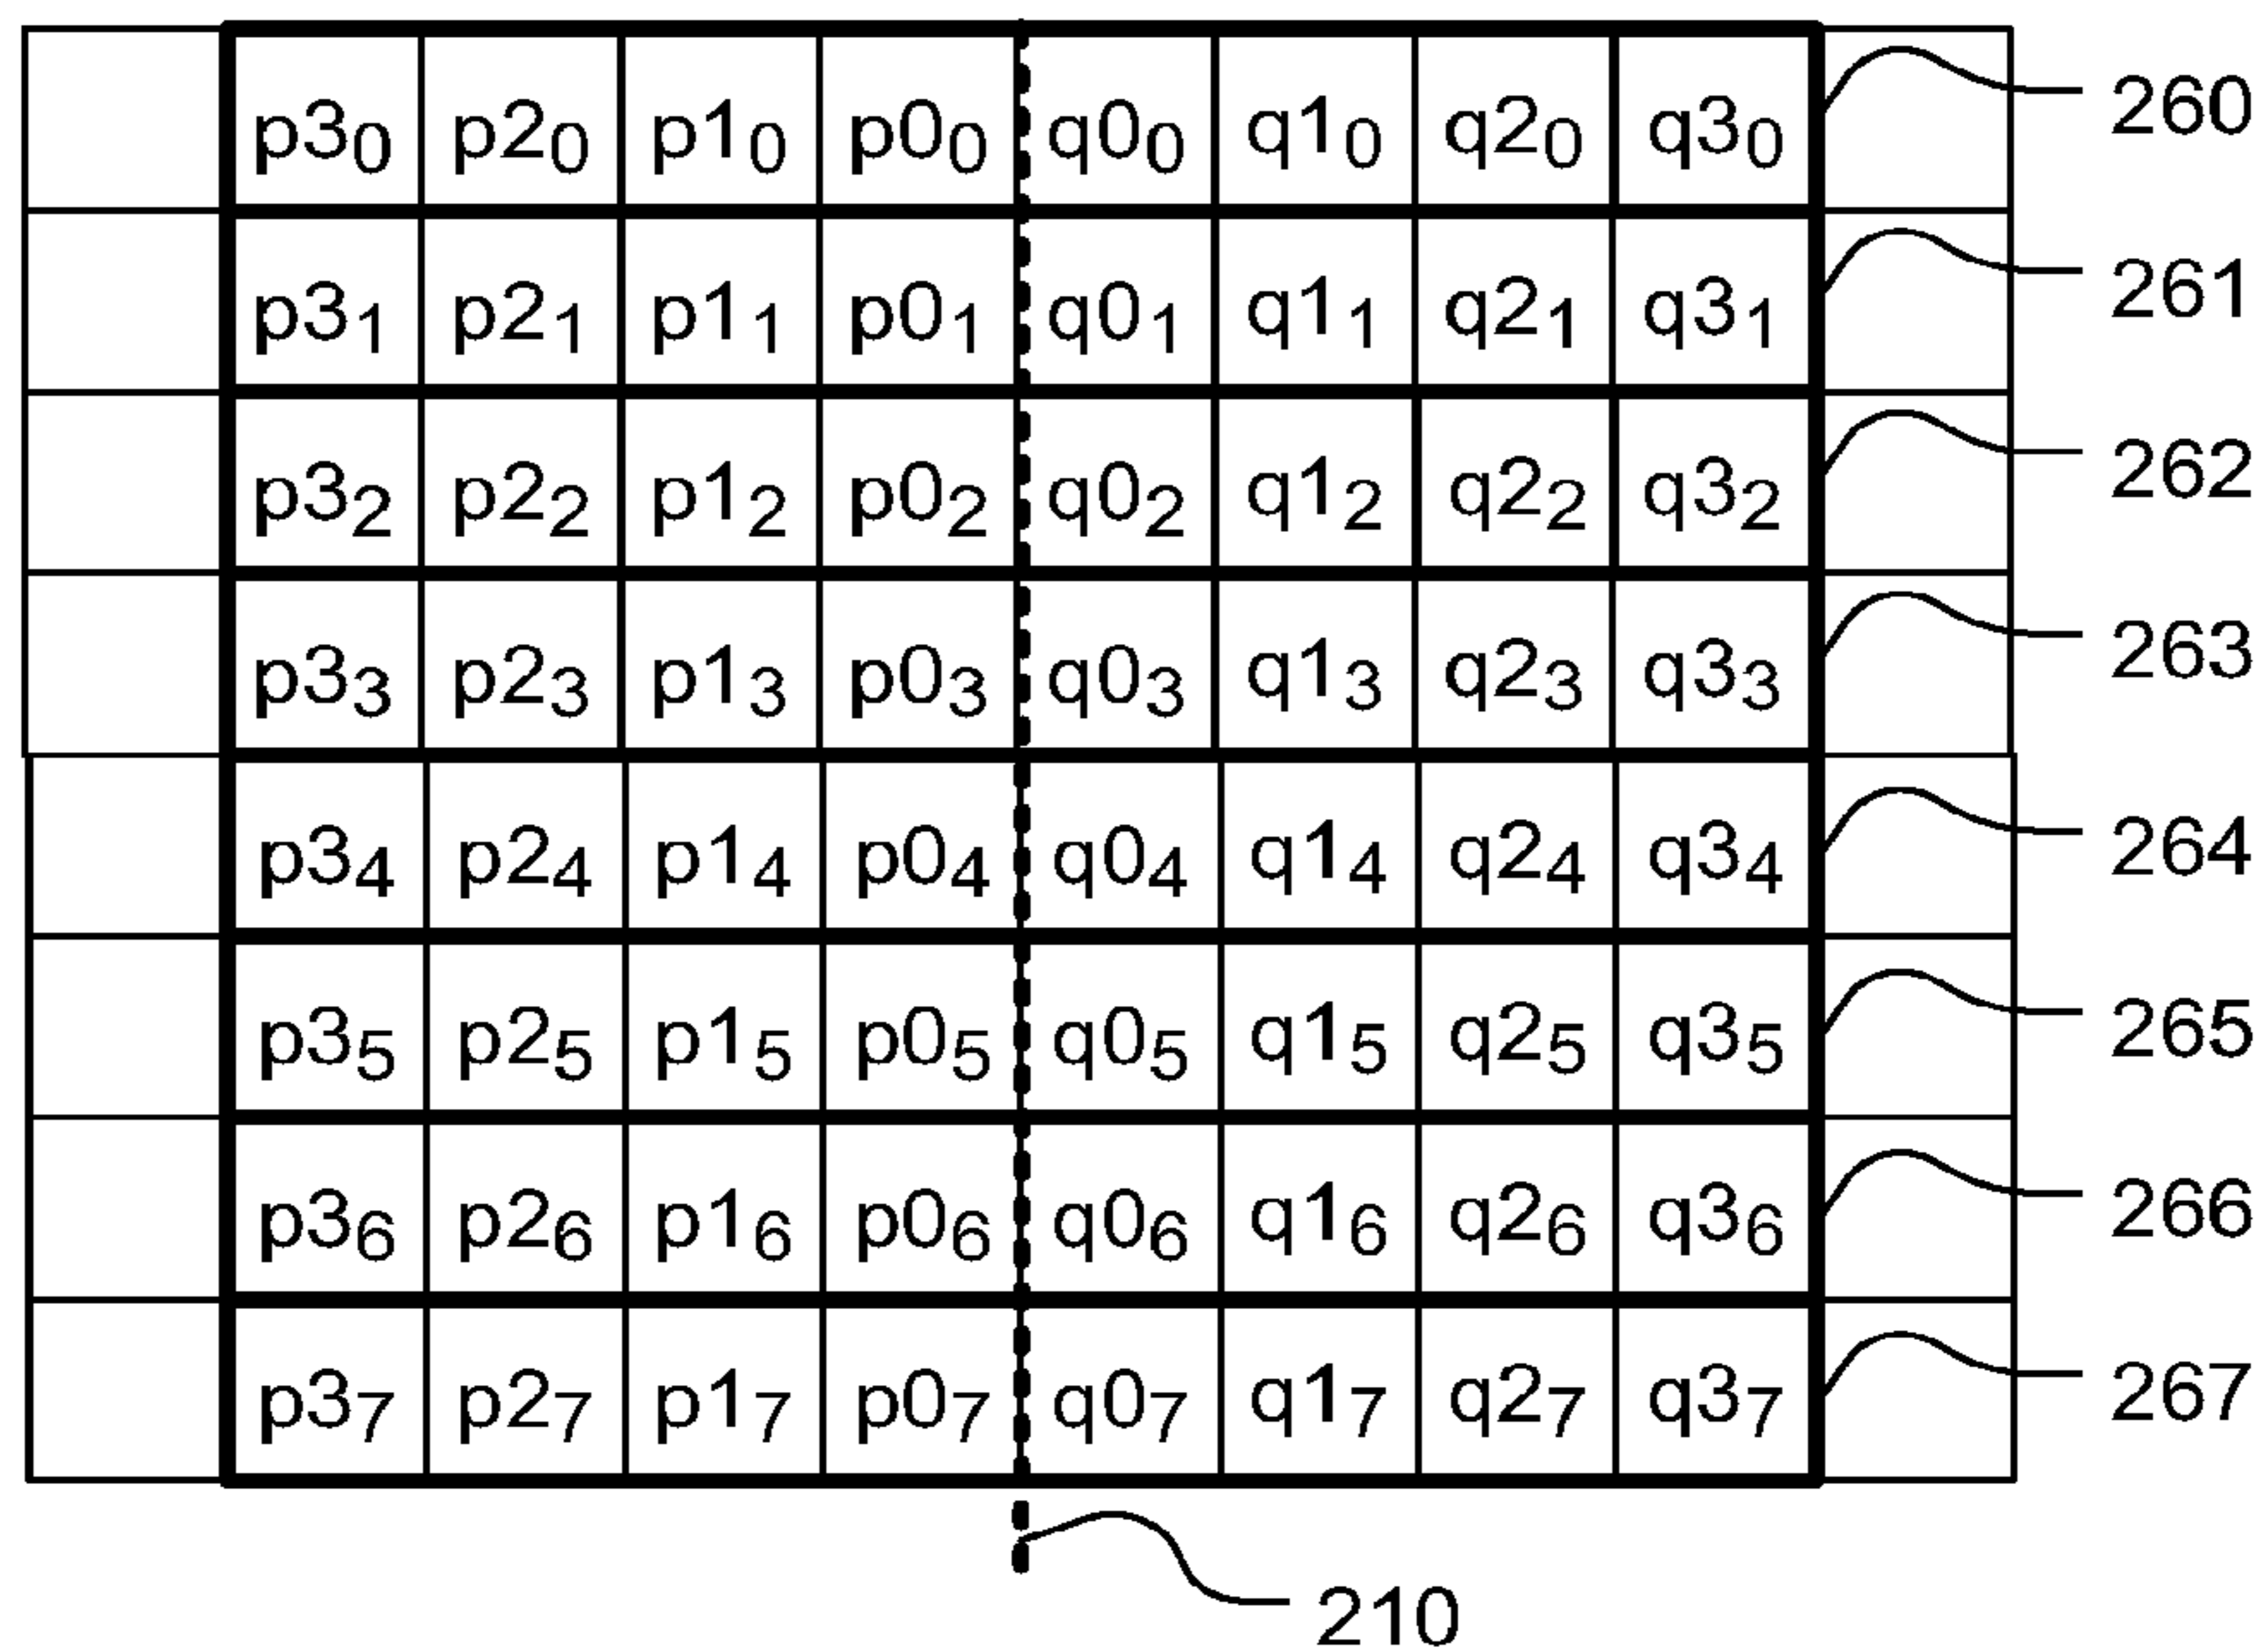 p3₀ p2₀ p1₀ p0₀ q0₀ q1₀ q2₀ q3₀ 260
p3₁ p2₁ p1₁ p0₁ q0₁ q1₁ q2₁ q3₁ 261
p3₂ p2₂ p1₂ p0₂ q0₂ q1₂ q2₂ q3₂ 262
p3₃ p2₃ p1₃ p0₃ q0₃ q1₃ q2₃ q3₃ 263
p3₄ p2₄ p1₄ p0₄ q0₄ q1₄ q2₄ q3₄ 264
p3₅ p2₅ p1₅ p0₅ q0₅ q1₅ q2₅ q3₅ 265
p3₆ p2₆ p1₆ p0₆ q0₆ q1₆ q2₆ q3₆ 266
p3₇ p2₇ p1₇ p0₇ q0₇ q1₇ q2₇ q3₇ 267
210